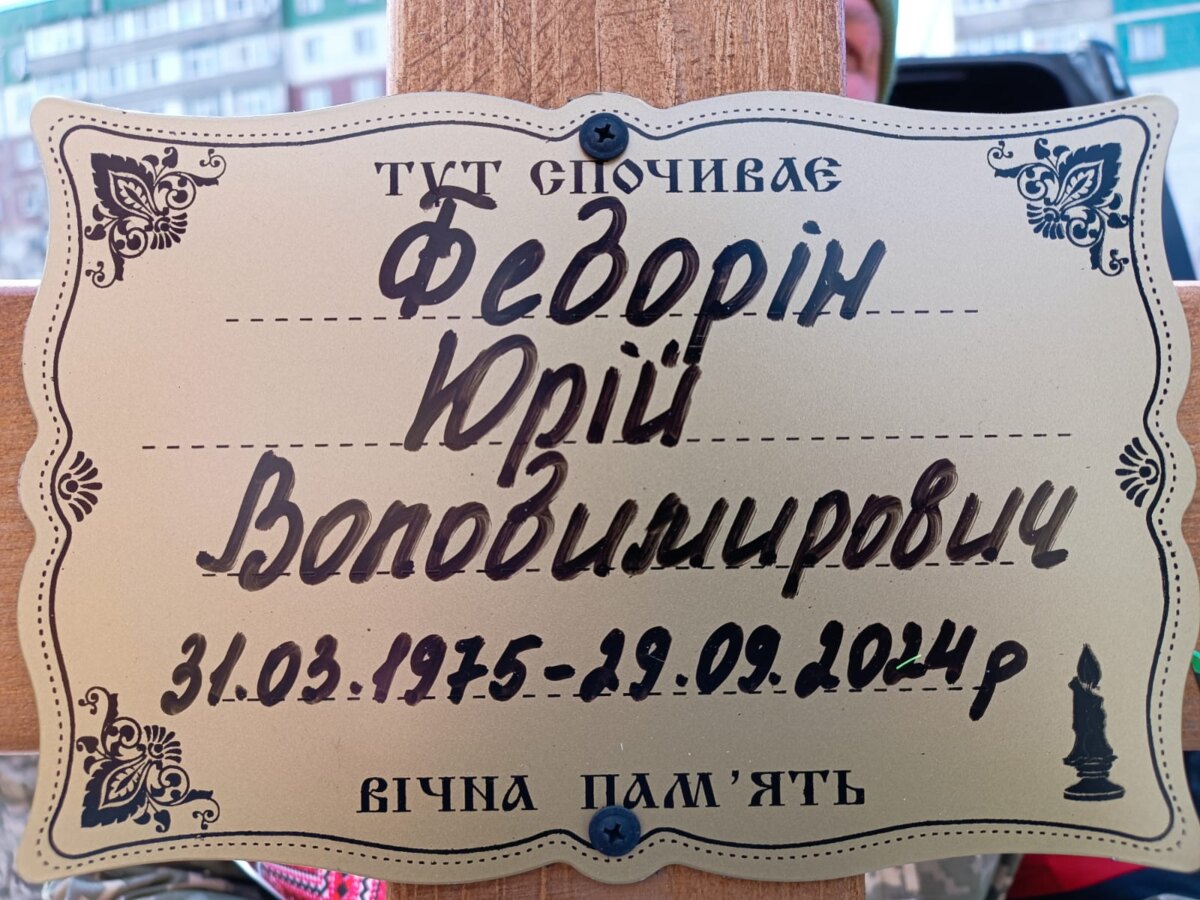 ТУТ СПОЧИВАЄ
Федорін
Юрій
Володимирович
31.03.1975-29.09.2024р
ВІЧНА ПАМ'ЯТЬ